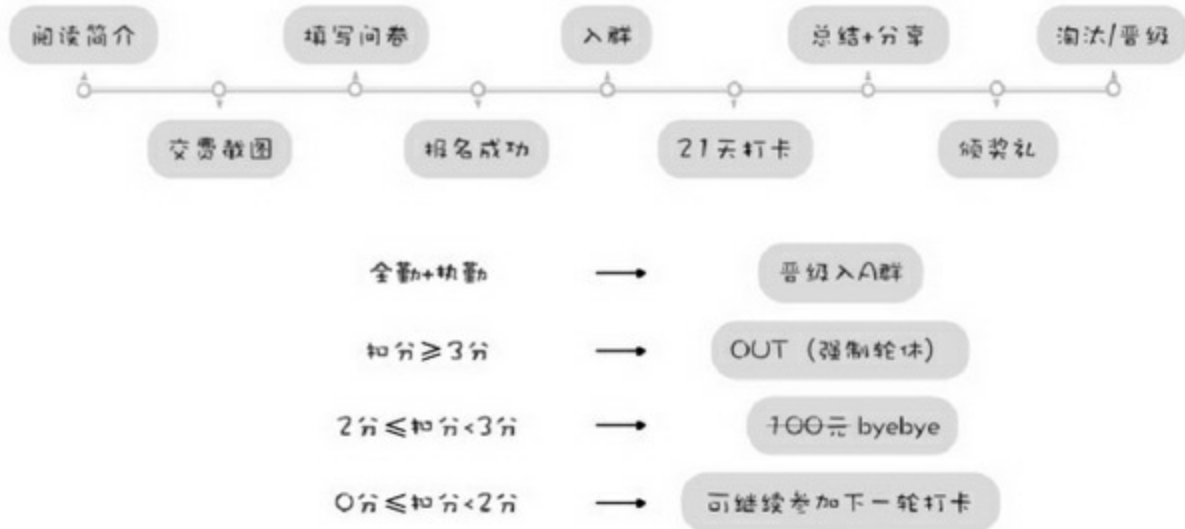 阅读简介 填写问卷 入群 总结+分享 淘汰/晋级
交费截图 报名成功 21天打卡 颁奖礼
全勤+执勤 → 晋级入A群
扣分≥3分 → OUT（强制轮休）
2分≤扣分<3分 → 100元 byebye
0分≤扣分<2分 → 可继续参加下一轮打卡